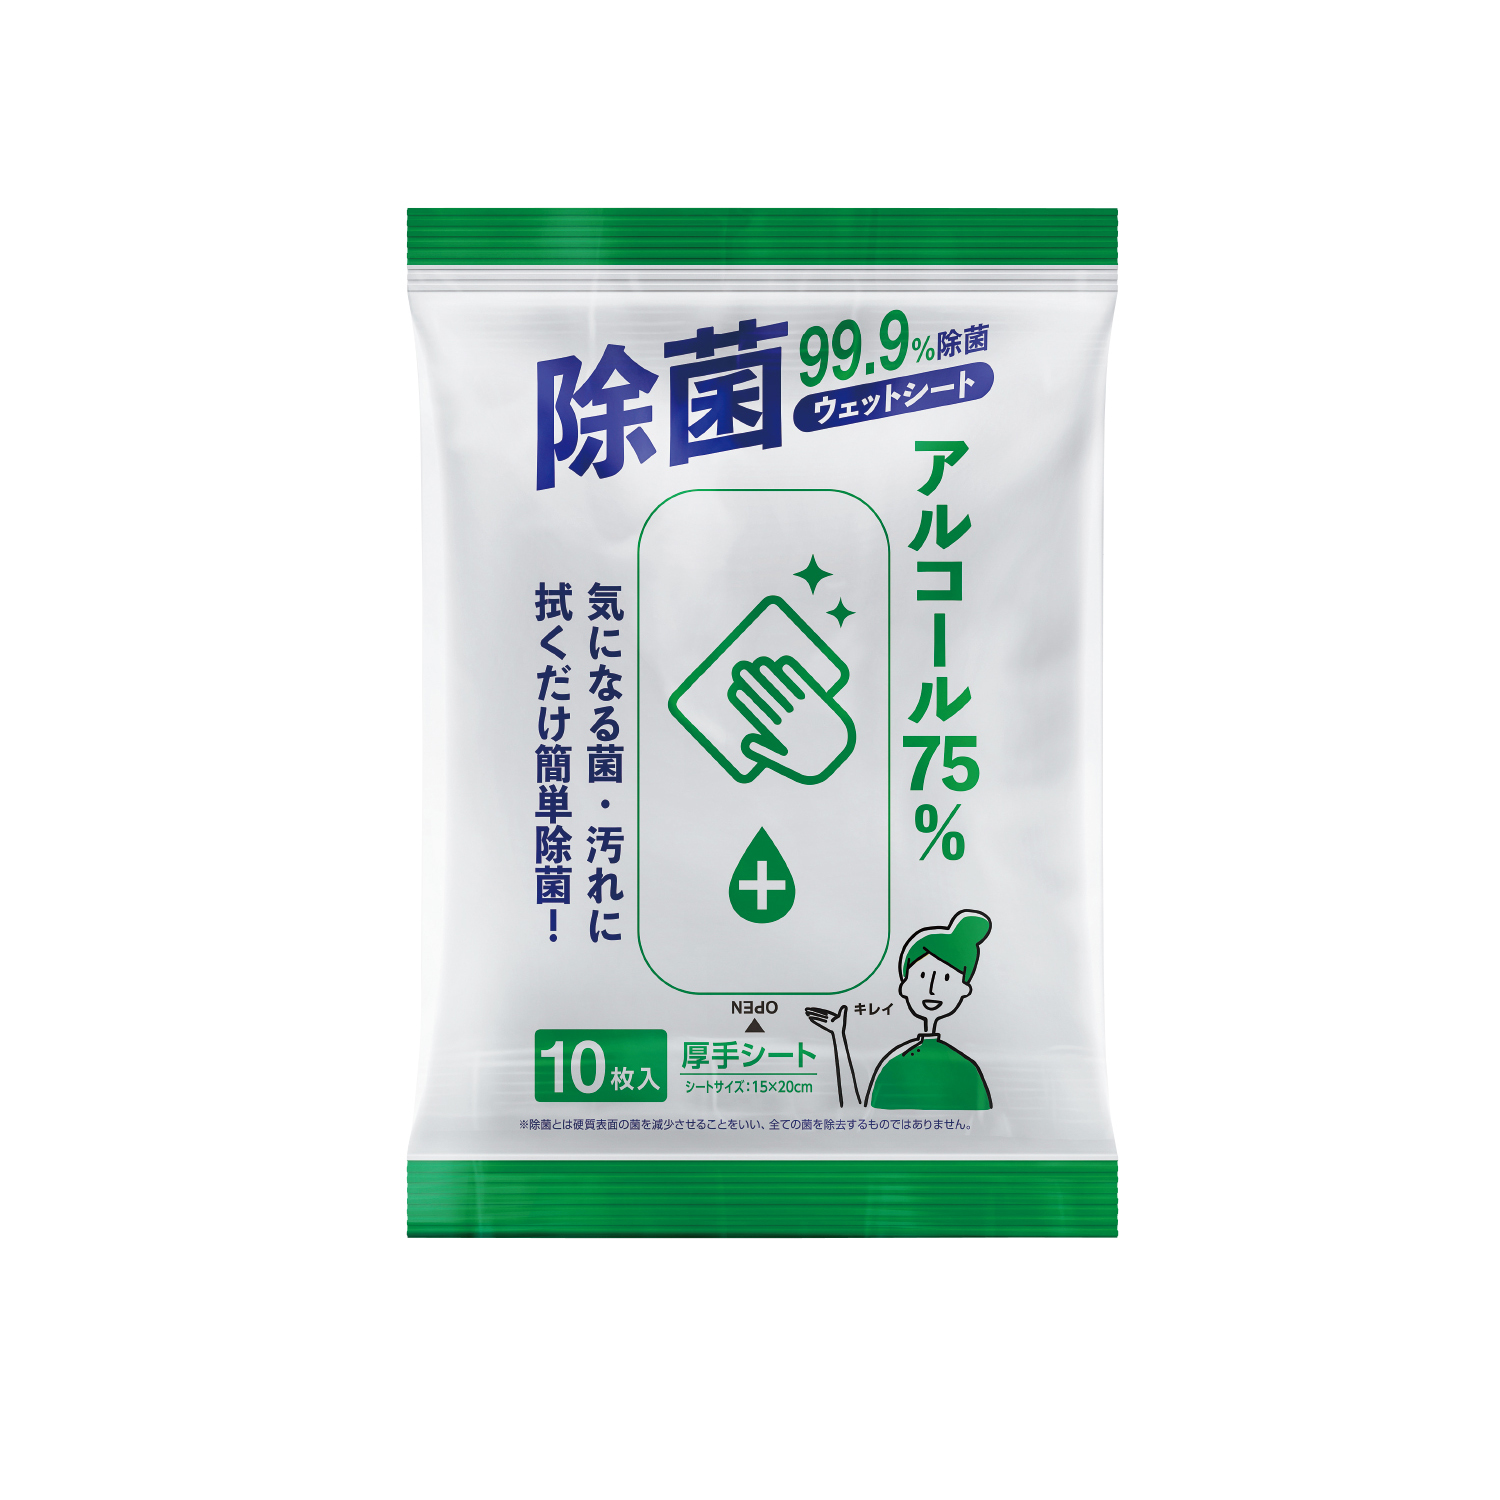 除菌
99.9%除菌
ウェットシート
アルコール75%
気になる菌・汚れに
拭くだけ簡単除菌！
OPEN
キレイ
10枚入
厚手シート
シートサイズ：15×20cm
※除菌とは硬質表面の菌を減少させることをいい、全ての菌を除去するものではありません。